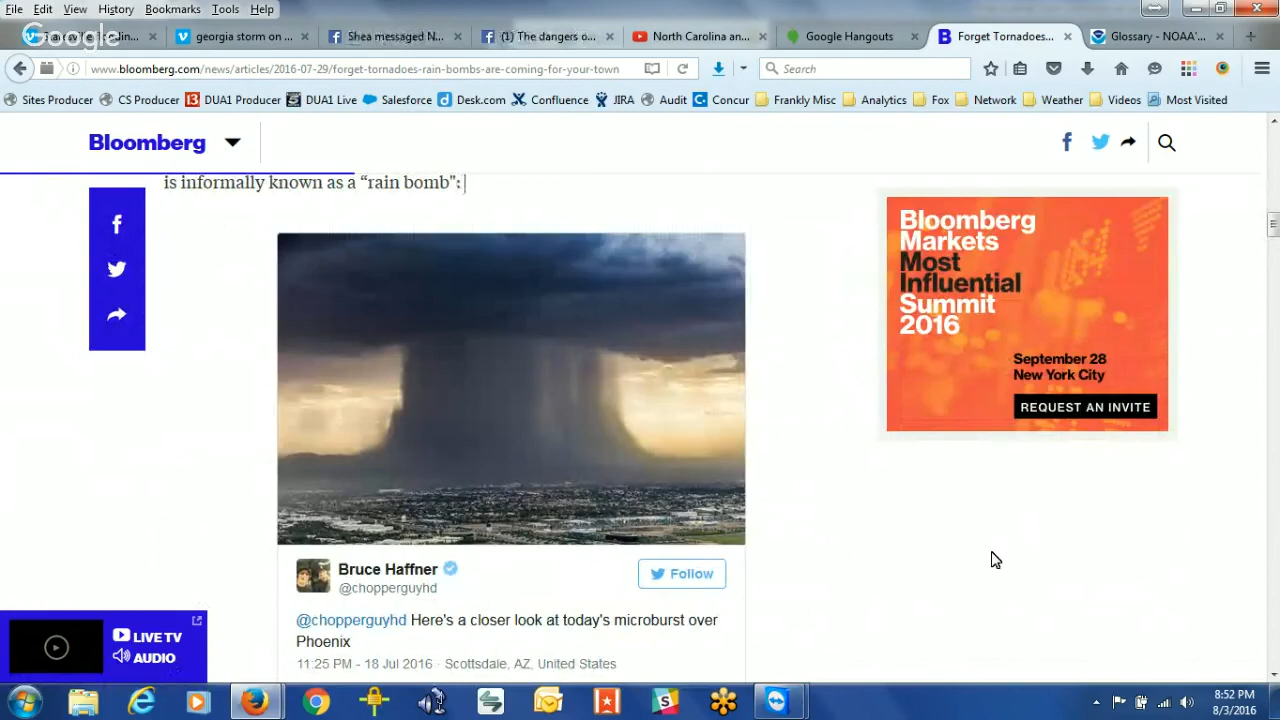 File Edit View History Bookmarks Tools Help
Google
georgia storm on ...
Shea messaged N...
(1) The dangers o...
North Carolina an...
Google Hangouts
Forget Tornadoes...
Glossary - NOAA'...
www.bloomberg.com/news/articles/2016-07-29/forget-tornadoes-rain-bombs-are-coming-for-your-town
Search
Sites Producer CS Producer DUA1 Producer DUA1 Live Salesforce Desk.com Confluence JIRA Audit Concur Frankly Misc Analytics Fox Network Weather Videos Most Visited
Bloomberg
is informally known as a “rain bomb”:
Bloomberg
Markets
Most
Influential
Summit
2016
September 28
New York City
REQUEST AN INVITE
Bruce Haffner
@chopperguyhd
Follow
@chopperguyhd Here's a closer look at today's microburst over
Phoenix
11:25 PM - 18 Jul 2016 · Scottsdale, AZ, United States
LIVE TV
AUDIO
8:52 PM
8/3/2016